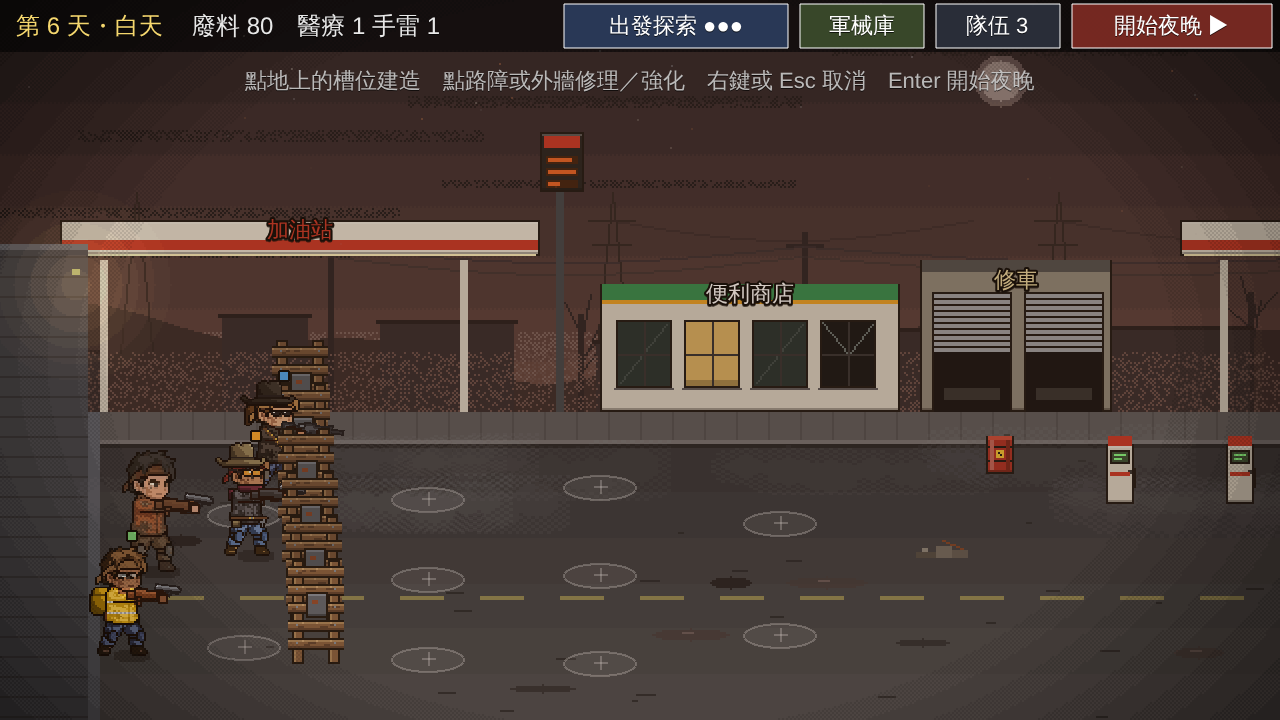 第 6 天・白天　廢料 80　醫療 1 手雷 1　出發探索 ●●●　軍械庫　隊伍 3　開始夜晚 ▶
點地上的槽位建造　點路障或外牆修理／強化　右鍵或 Esc 取消　Enter 開始夜晚
加油站
修車
便利商店